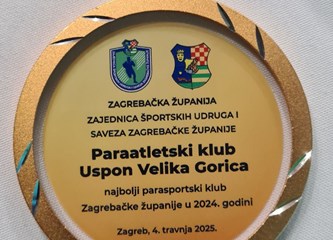 ZAGREBAČKA ŽUPANIJA
ZAJEDNICA ŠPORTSKIH UDRUGA I
SAVEZA ZAGREBAČKE ŽUPANIJE
Paraatletski klub
Uspon Velika Gorica
najbolji parasportski klub
Zagrebačke županije u 2024. godini
Zagreb, 4. travnja 2025.